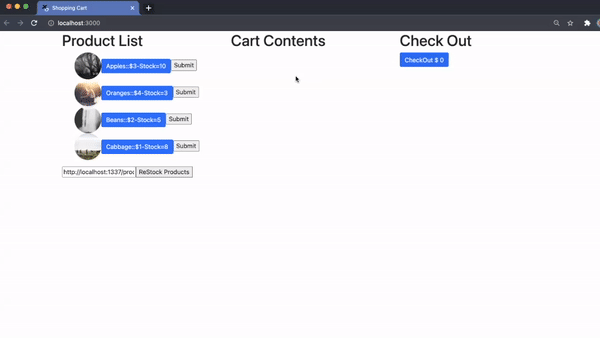 Shopping Cart
localhost:3000
Product List
Cart Contents
Check Out
Apples:$3-Stock=10
Submit
Oranges:$4-Stock=3
Submit
Beans:$2-Stock=5
Submit
Cabbage:$1-Stock=8
Submit
CheckOut $ 0
http://localhost:1337/proc
ReStock Products